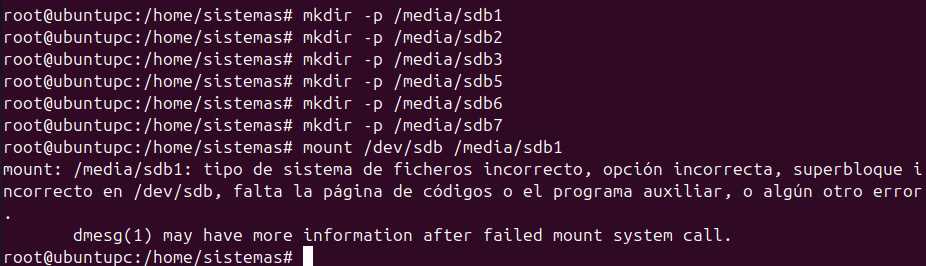 root@ubuntupc:/home/sistemas# mkdir -p /media/sdb1
root@ubuntupc:/home/sistemas# mkdir -p /media/sdb2
root@ubuntupc:/home/sistemas# mkdir -p /media/sdb3
root@ubuntupc:/home/sistemas# mkdir -p /media/sdb5
root@ubuntupc:/home/sistemas# mkdir -p /media/sdb6
root@ubuntupc:/home/sistemas# mkdir -p /media/sdb7
root@ubuntupc:/home/sistemas# mount /dev/sdb /media/sdb1
mount: /media/sdb1: tipo de sistema de ficheros incorrecto, opción incorrecta, superbloque i
ncorrecto en /dev/sdb, falta la página de códigos o el programa auxiliar, o algún otro error
.
       dmesg(1) may have more information after failed mount system call.
root@ubuntupc:/home/sistemas#